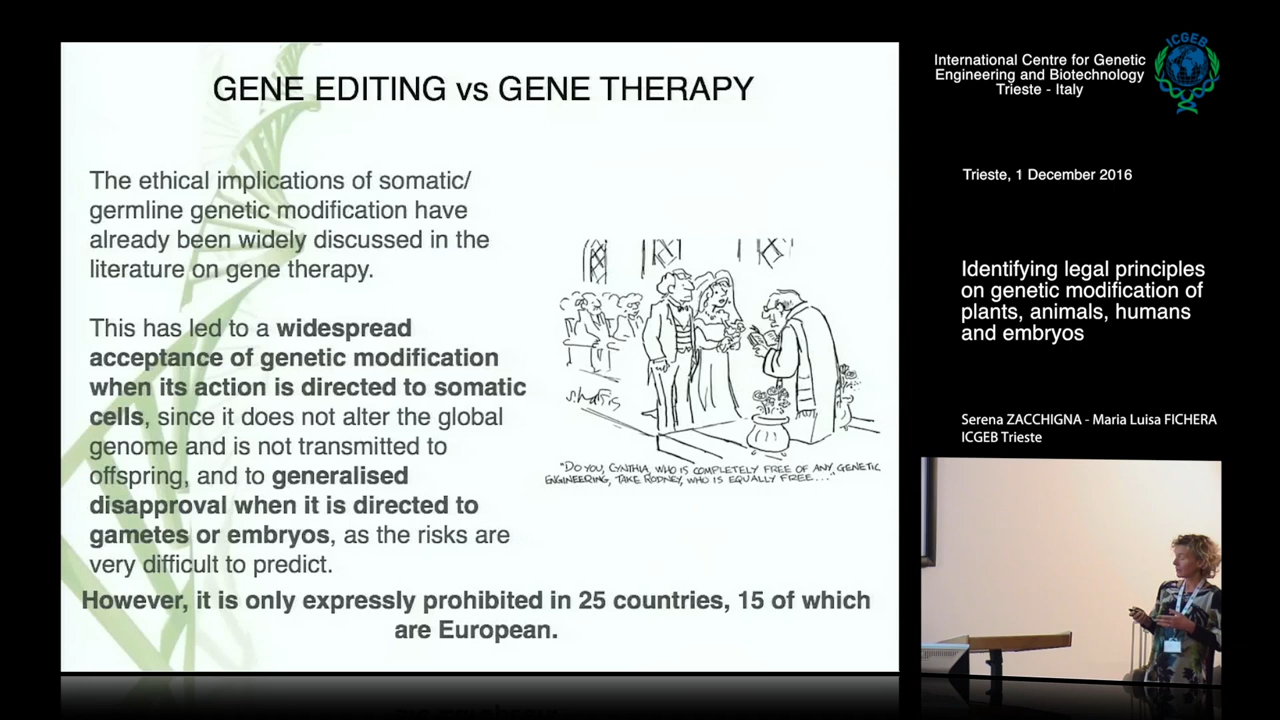 GENE EDITING vs GENE THERAPY
The ethical implications of somatic/
germline genetic modification have
already been widely discussed in the
literature on gene therapy.
This has led to a widespread
acceptance of genetic modification
when its action is directed to somatic
cells, since it does not alter the global
genome and is not transmitted to
offspring, and to generalised
disapproval when it is directed to
gametes or embryos, as the risks are
very difficult to predict.
However, it is only expressly prohibited in 25 countries, 15 of which
are European.
S. Harris
"DO YOU, CYNTHIA, WHO IS COMPLETELY FREE OF ANY GENETIC
ENGINEERING, TAKE RODNEY, WHO IS EQUALLY FREE..."
International Centre for Genetic
Engineering and Biotechnology
Trieste - Italy
ICGEB
Trieste, 1 December 2016
Identifying legal principles
on genetic modification of
plants, animals, humans
and embryos
Serena ZACCHIGNA - Maria Luisa FICHERA
ICGEB Trieste